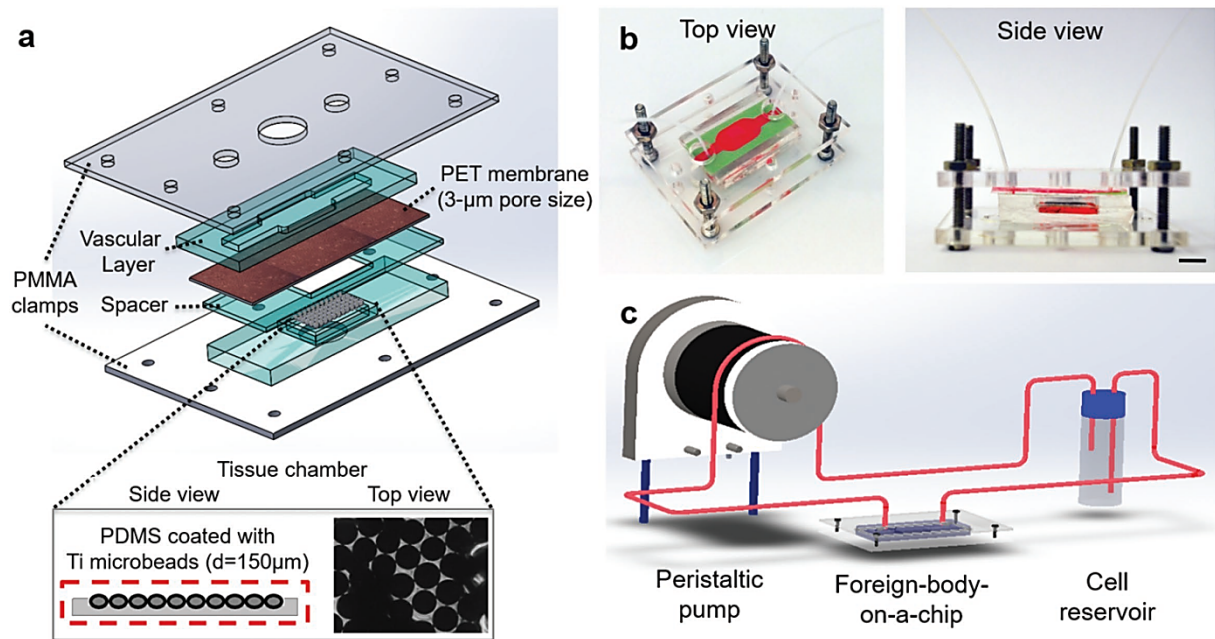 a
PET membrane
(3-µm pore size)
Vascular
Layer
PMMA
clamps
Spacer
Tissue chamber
Side view
Top view
PDMS coated with
Ti microbeads (d=150µm)
b
Top view
Side view
c
Peristaltic
pump
Foreign-body-
on-a-chip
Cell
reservoir